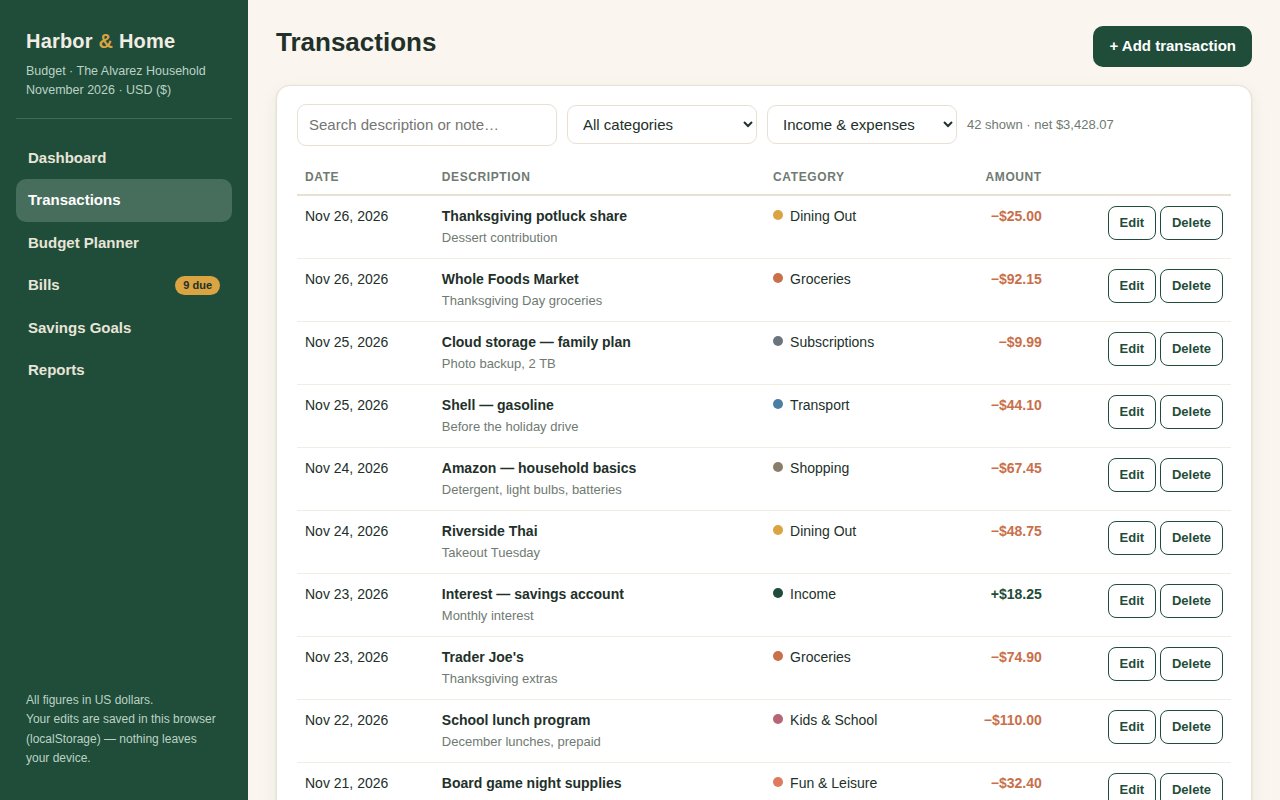 Harbor & Home
Budget · The Alvarez Household
November 2026 · USD ($)
Dashboard
Transactions
Budget Planner
Bills 9 due
Savings Goals
Reports
All figures in US dollars.
Your edits are saved in this browser
(localStorage) — nothing leaves
your device.
Transactions
+ Add transaction
Search description or note…
All categories
Income & expenses
42 shown · net $3,428.07
DATE DESCRIPTION CATEGORY AMOUNT
Nov 26, 2026 Thanksgiving potluck share Dining Out −$25.00 Edit Delete
Dessert contribution
Nov 26, 2026 Whole Foods Market Groceries −$92.15 Edit Delete
Thanksgiving Day groceries
Nov 25, 2026 Cloud storage — family plan Subscriptions −$9.99 Edit Delete
Photo backup, 2 TB
Nov 25, 2026 Shell — gasoline Transport −$44.10 Edit Delete
Before the holiday drive
Nov 24, 2026 Amazon — household basics Shopping −$67.45 Edit Delete
Detergent, light bulbs, batteries
Nov 24, 2026 Riverside Thai Dining Out −$48.75 Edit Delete
Takeout Tuesday
Nov 23, 2026 Interest — savings account Income +$18.25 Edit Delete
Monthly interest
Nov 23, 2026 Trader Joe's Groceries −$74.90 Edit Delete
Thanksgiving extras
Nov 22, 2026 School lunch program Kids & School −$110.00 Edit Delete
December lunches, prepaid
Nov 21, 2026 Board game night supplies Fun & Leisure −$32.40 Edit Delete